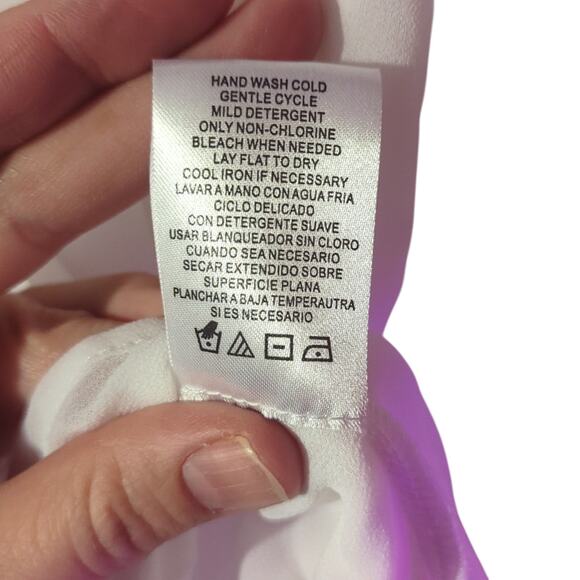 HAND WASH COLD
GENTLE CYCLE
MILD DETERGENT
ONLY NON-CHLORINE
BLEACH WHEN NEEDED
LAY FLAT TO DRY
COOL IRON IF NECESSARY
LAVAR A MANO CON AGUA FRIA
CICLO DELICADO
CON DETERGENTE SUAVE
USAR BLANQUEADOR SIN CLORO
CUANDO SEA NECESARIO
SECAR EXTENDIDO SOBRE
SUPERFICIE PLANA
PLANCHAR A BAJA TEMPERAUTRA
SI ES NECESARIO